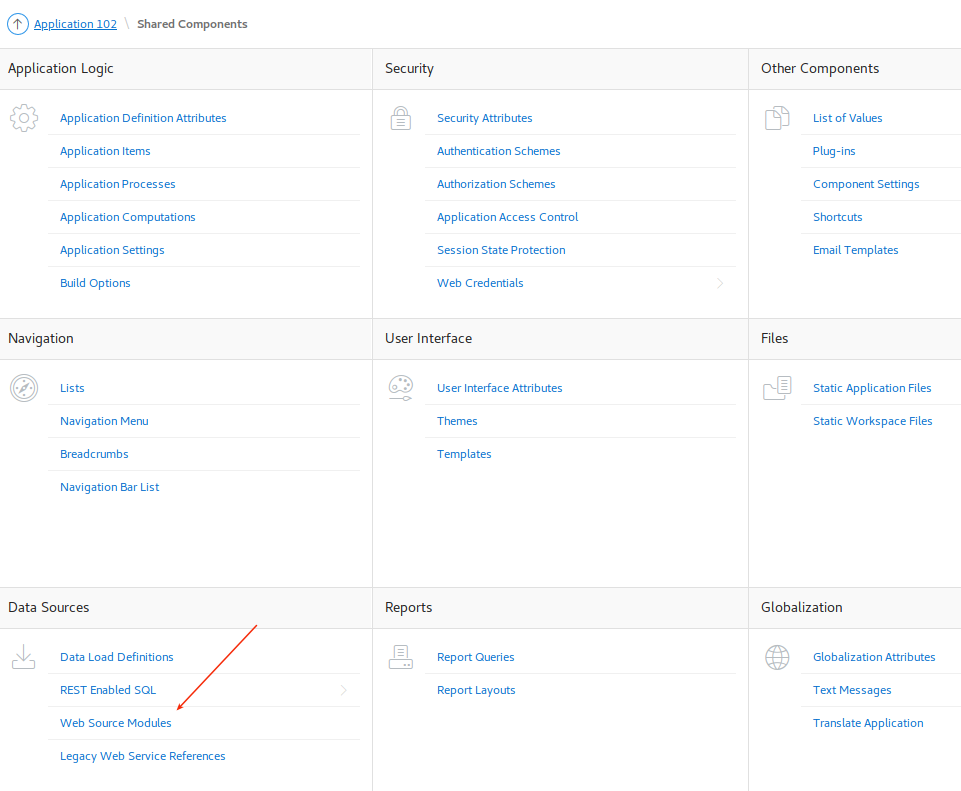 Application 102 \ Shared Components
Application Logic
Application Definition Attributes
Application Items
Application Processes
Application Computations
Application Settings
Build Options
Security
Security Attributes
Authentication Schemes
Authorization Schemes
Application Access Control
Session State Protection
Web Credentials
Other Components
List of Values
Plug-ins
Component Settings
Shortcuts
Email Templates
Navigation
Lists
Navigation Menu
Breadcrumbs
Navigation Bar List
User Interface
User Interface Attributes
Themes
Templates
Files
Static Application Files
Static Workspace Files
Data Sources
Data Load Definitions
REST Enabled SQL
Web Source Modules
Legacy Web Service References
Reports
Report Queries
Report Layouts
Globalization
Globalization Attributes
Text Messages
Translate Application